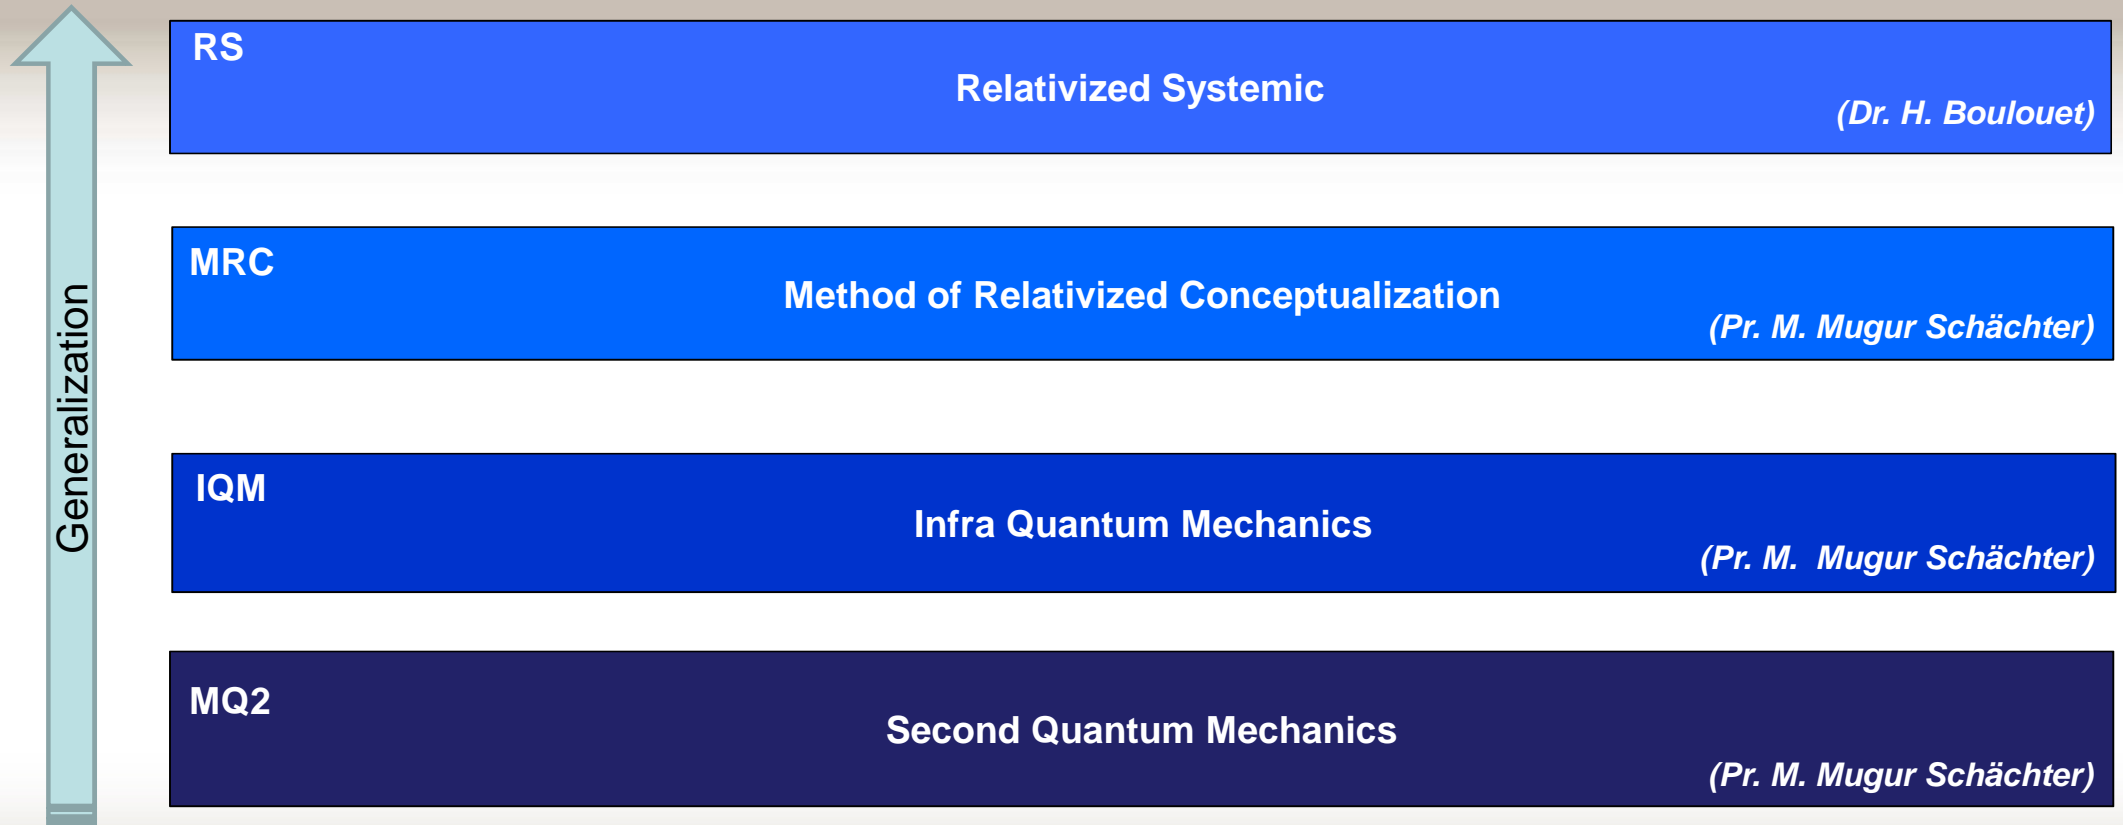 RS
Relativized Systemic
(Dr. H. Boulouet)
MRC
Method of Relativized Conceptualization
(Pr. M. Mugur Schächter)
Generalization
IQM
Infra Quantum Mechanics
(Pr. M.  Mugur Schächter)
MQ2
Second Quantum Mechanics
(Pr. M. Mugur Schächter)